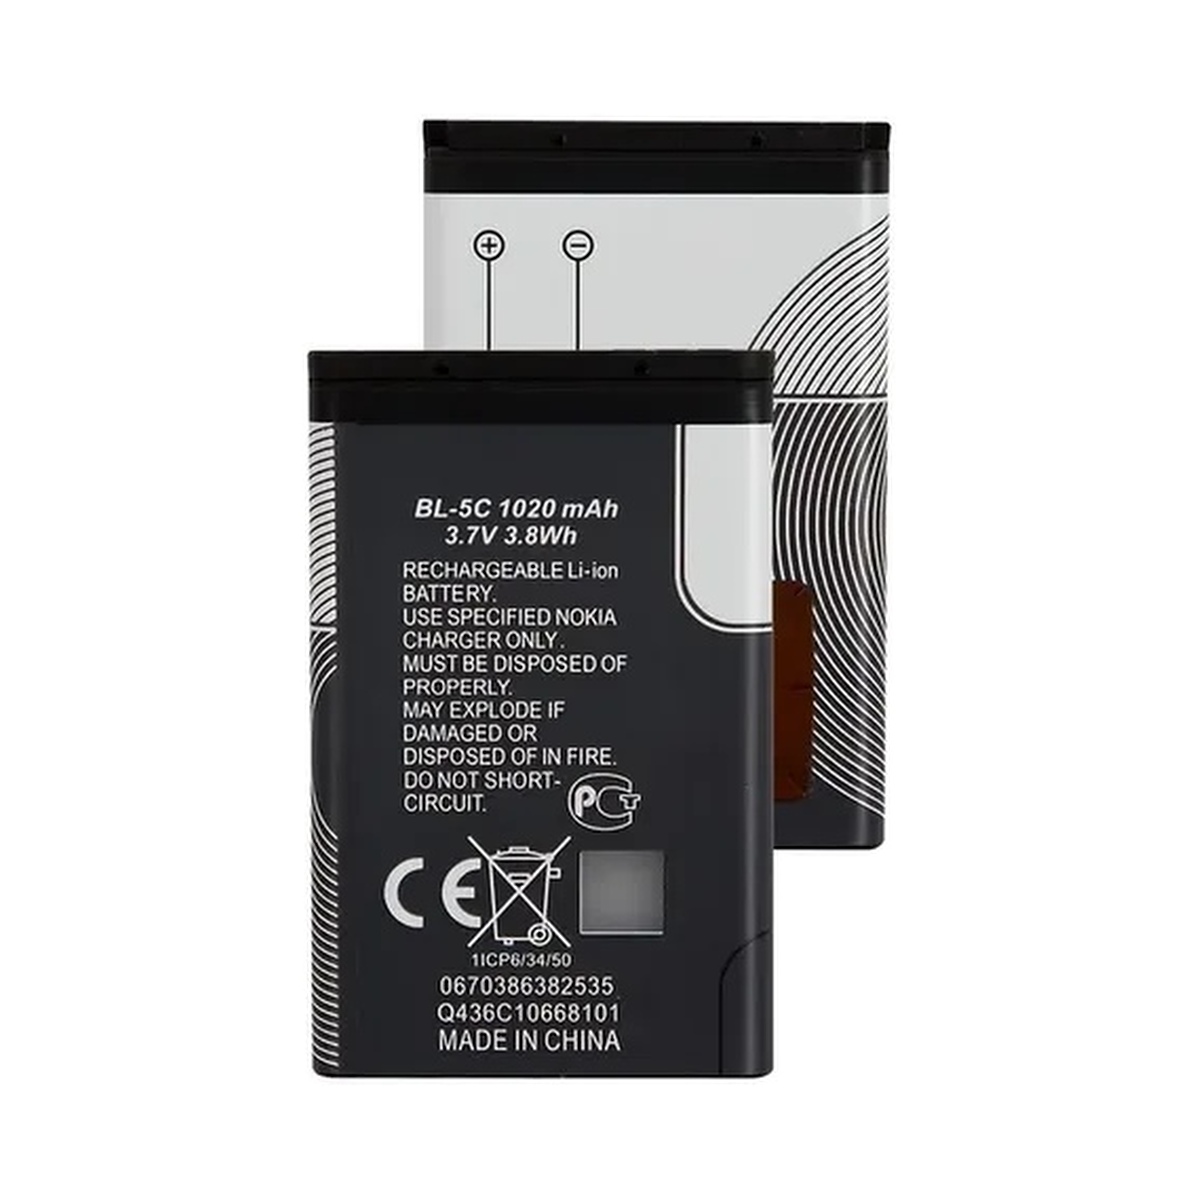 BL-5C 1020 mAh
3.7V 3.8Wh
RECHARGEABLE Li-ion
BATTERY.
USE SPECIFIED NOKIA
CHARGER ONLY.
MUST BE DISPOSED OF
PROPERLY.
MAY EXPLODE IF
DAMAGED OR
DISPOSED OF IN FIRE.
DO NOT SHORT-
CIRCUIT.
PCT
CE
1ICP6/34/50
0670386382535
Q436C10668101
MADE IN CHINA